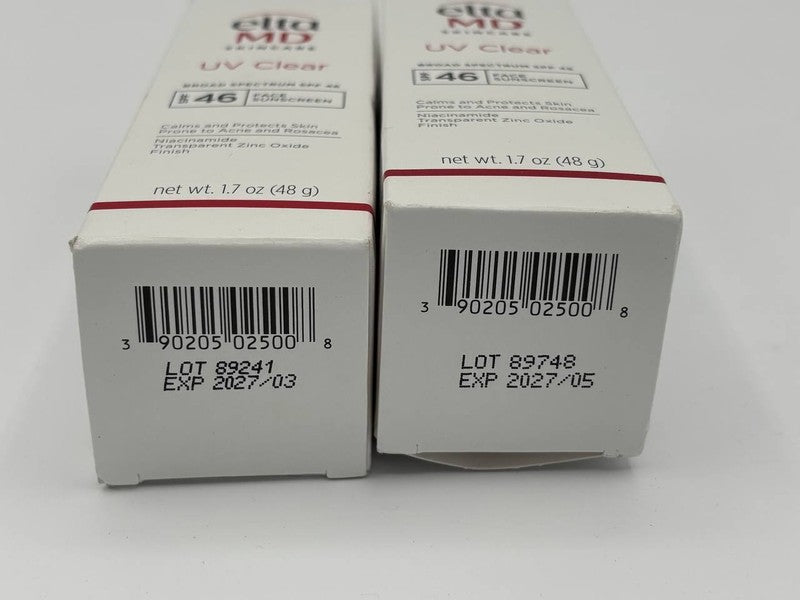 elta
MD
SKINCARE
UV Clear
BROAD SPECTRUM SPF 46
SPF 46 FACE
SUNSCREEN
Calms and Protects Skin
Prone to Acne and Rosacea
Niacinamide
Transparent Zinc Oxide
Finish
net wt. 1.7 oz (48 g)
3 90205 02500 8
LOT 89241
EXP 2027/03
elta
MD
SKINCARE
UV Clear
BROAD SPECTRUM SPF 46
SPF 46 FACE
SUNSCREEN
Calms and Protects Skin
Prone to Acne and Rosacea
Niacinamide
Transparent Zinc Oxide
Finish
net wt. 1.7 oz (48 g)
3 90205 02500 8
LOT 89748
EXP 2027/05